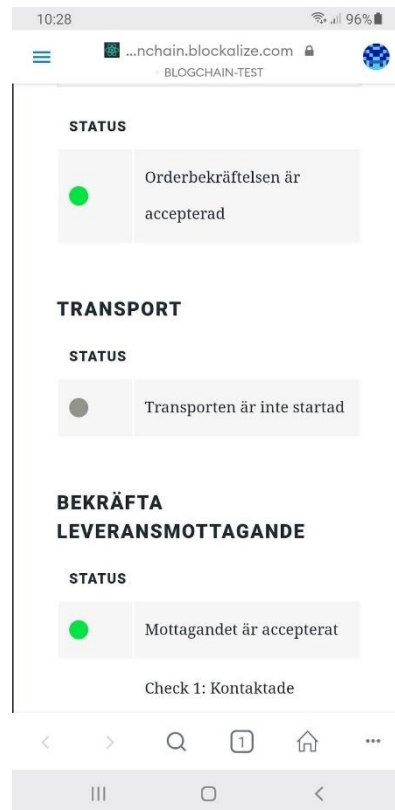 10:28
96%
...nchain.blockalize.com
BLOGCHAIN-TEST
STATUS
Orderbekräftelsen är
accepterad
TRANSPORT
STATUS
Transporten är inte startad
BEKRÄFTA
LEVERANSMOTTAGANDE
STATUS
Mottagandet är accepterat
Check 1: Kontaktade
1